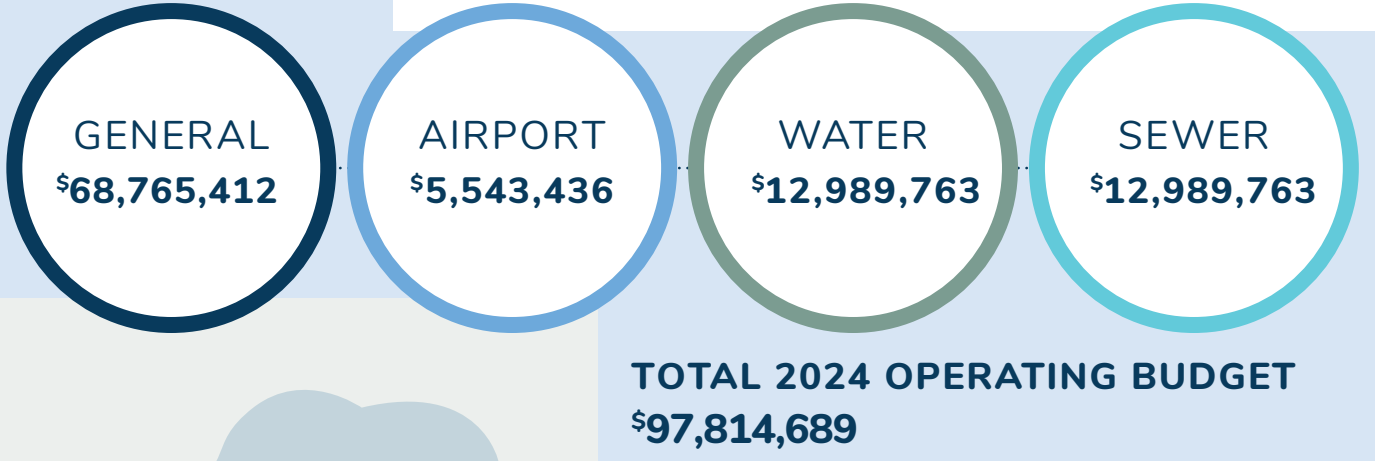 GENERAL
$68,765,412
AIRPORT
$5,543,436
WATER
$12,989,763
SEWER
$12,989,763
TOTAL 2024 OPERATING BUDGET
$97,814,689